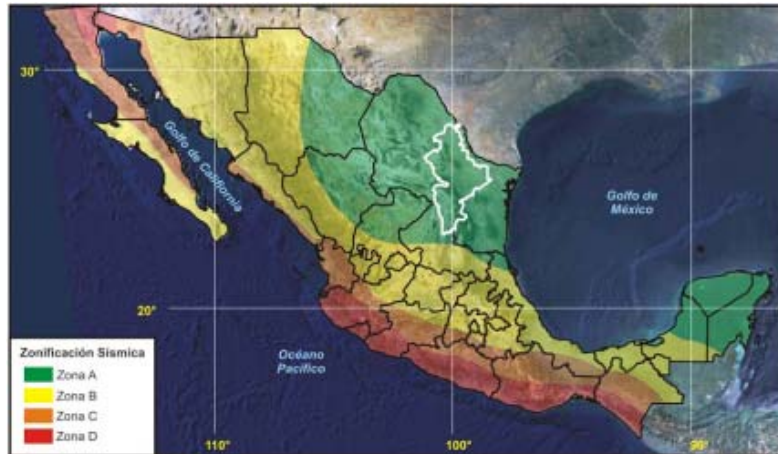 30°
Golfo de California
Golfo de
México
20°
Océano
Pacífico
Zonificación Sísmica
Zona A
Zona B
Zona C
Zona D
110°
100°
90°